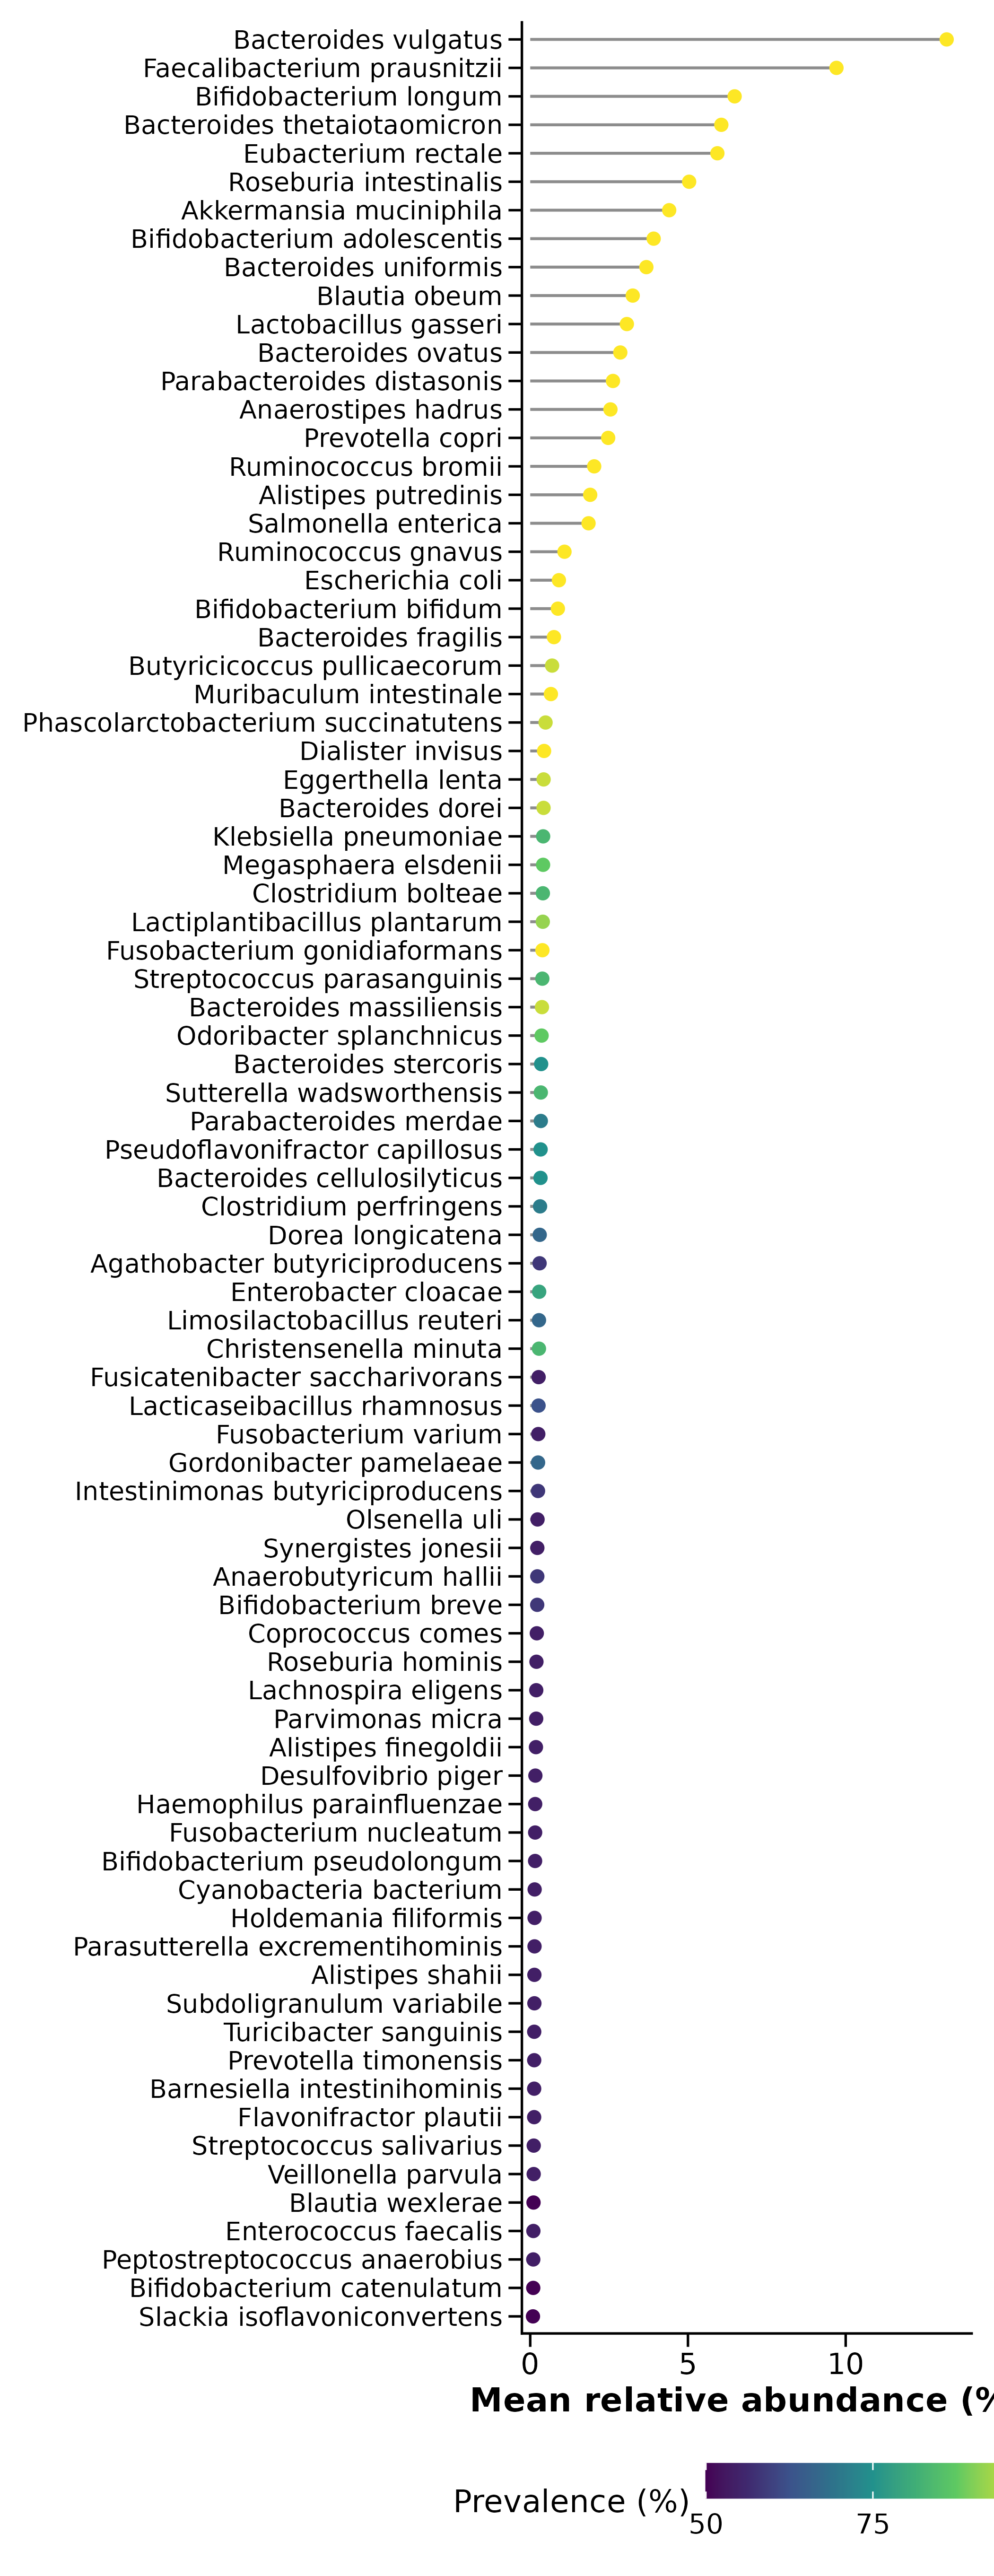 Bacteroides vulgatus
Faecalibacterium prausnitzii
Bifidobacterium longum
Bacteroides thetaiotaomicron
Eubacterium rectale
Roseburia intestinalis
Akkermansia muciniphila
Bifidobacterium adolescentis
Bacteroides uniformis
Blautia obeum
Lactobacillus gasseri
Bacteroides ovatus
Parabacteroides distasonis
Anaerostipes hadrus
Prevotella copri
Ruminococcus bromii
Alistipes putredinis
Salmonella enterica
Ruminococcus gnavus
Escherichia coli
Bifidobacterium bifidum
Bacteroides fragilis
Butyricicoccus pullicaecorum
Muribaculum intestinale
Phascolarctobacterium succinatutens
Dialister invisus
Eggerthella lenta
Bacteroides dorei
Klebsiella pneumoniae
Megasphaera elsdenii
Clostridium bolteae
Lactiplantibacillus plantarum
Fusobacterium gonidiaformans
Streptococcus parasanguinis
Bacteroides massiliensis
Odoribacter splanchnicus
Bacteroides stercoris
Sutterella wadsworthensis
Parabacteroides merdae
Pseudoflavonifractor capillosus
Bacteroides cellulosilyticus
Clostridium perfringens
Dorea longicatena
Agathobacter butyriciproducens
Enterobacter cloacae
Limosilactobacillus reuteri
Christensenella minuta
Fusicatenibacter saccharivorans
Lacticaseibacillus rhamnosus
Fusobacterium varium
Gordonibacter pamelaeae
Intestinimonas butyriciproducens
Olsenella uli
Synergistes jonesii
Anaerobutyricum hallii
Bifidobacterium breve
Coprococcus comes
Roseburia hominis
Lachnospira eligens
Parvimonas micra
Alistipes finegoldii
Desulfovibrio piger
Haemophilus parainfluenzae
Fusobacterium nucleatum
Bifidobacterium pseudolongum
Cyanobacteria bacterium
Holdemania filiformis
Parasutterella excrementihominis
Alistipes shahii
Subdoligranulum variabile
Turicibacter sanguinis
Prevotella timonensis
Barnesiella intestinihominis
Flavonifractor plautii
Streptococcus salivarius
Veillonella parvula
Blautia wexlerae
Enterococcus faecalis
Peptostreptococcus anaerobius
Bifidobacterium catenulatum
Slackia isoflavoniconvertens
0 5 10
Mean relative abundance (%
Prevalence (%)
50 75